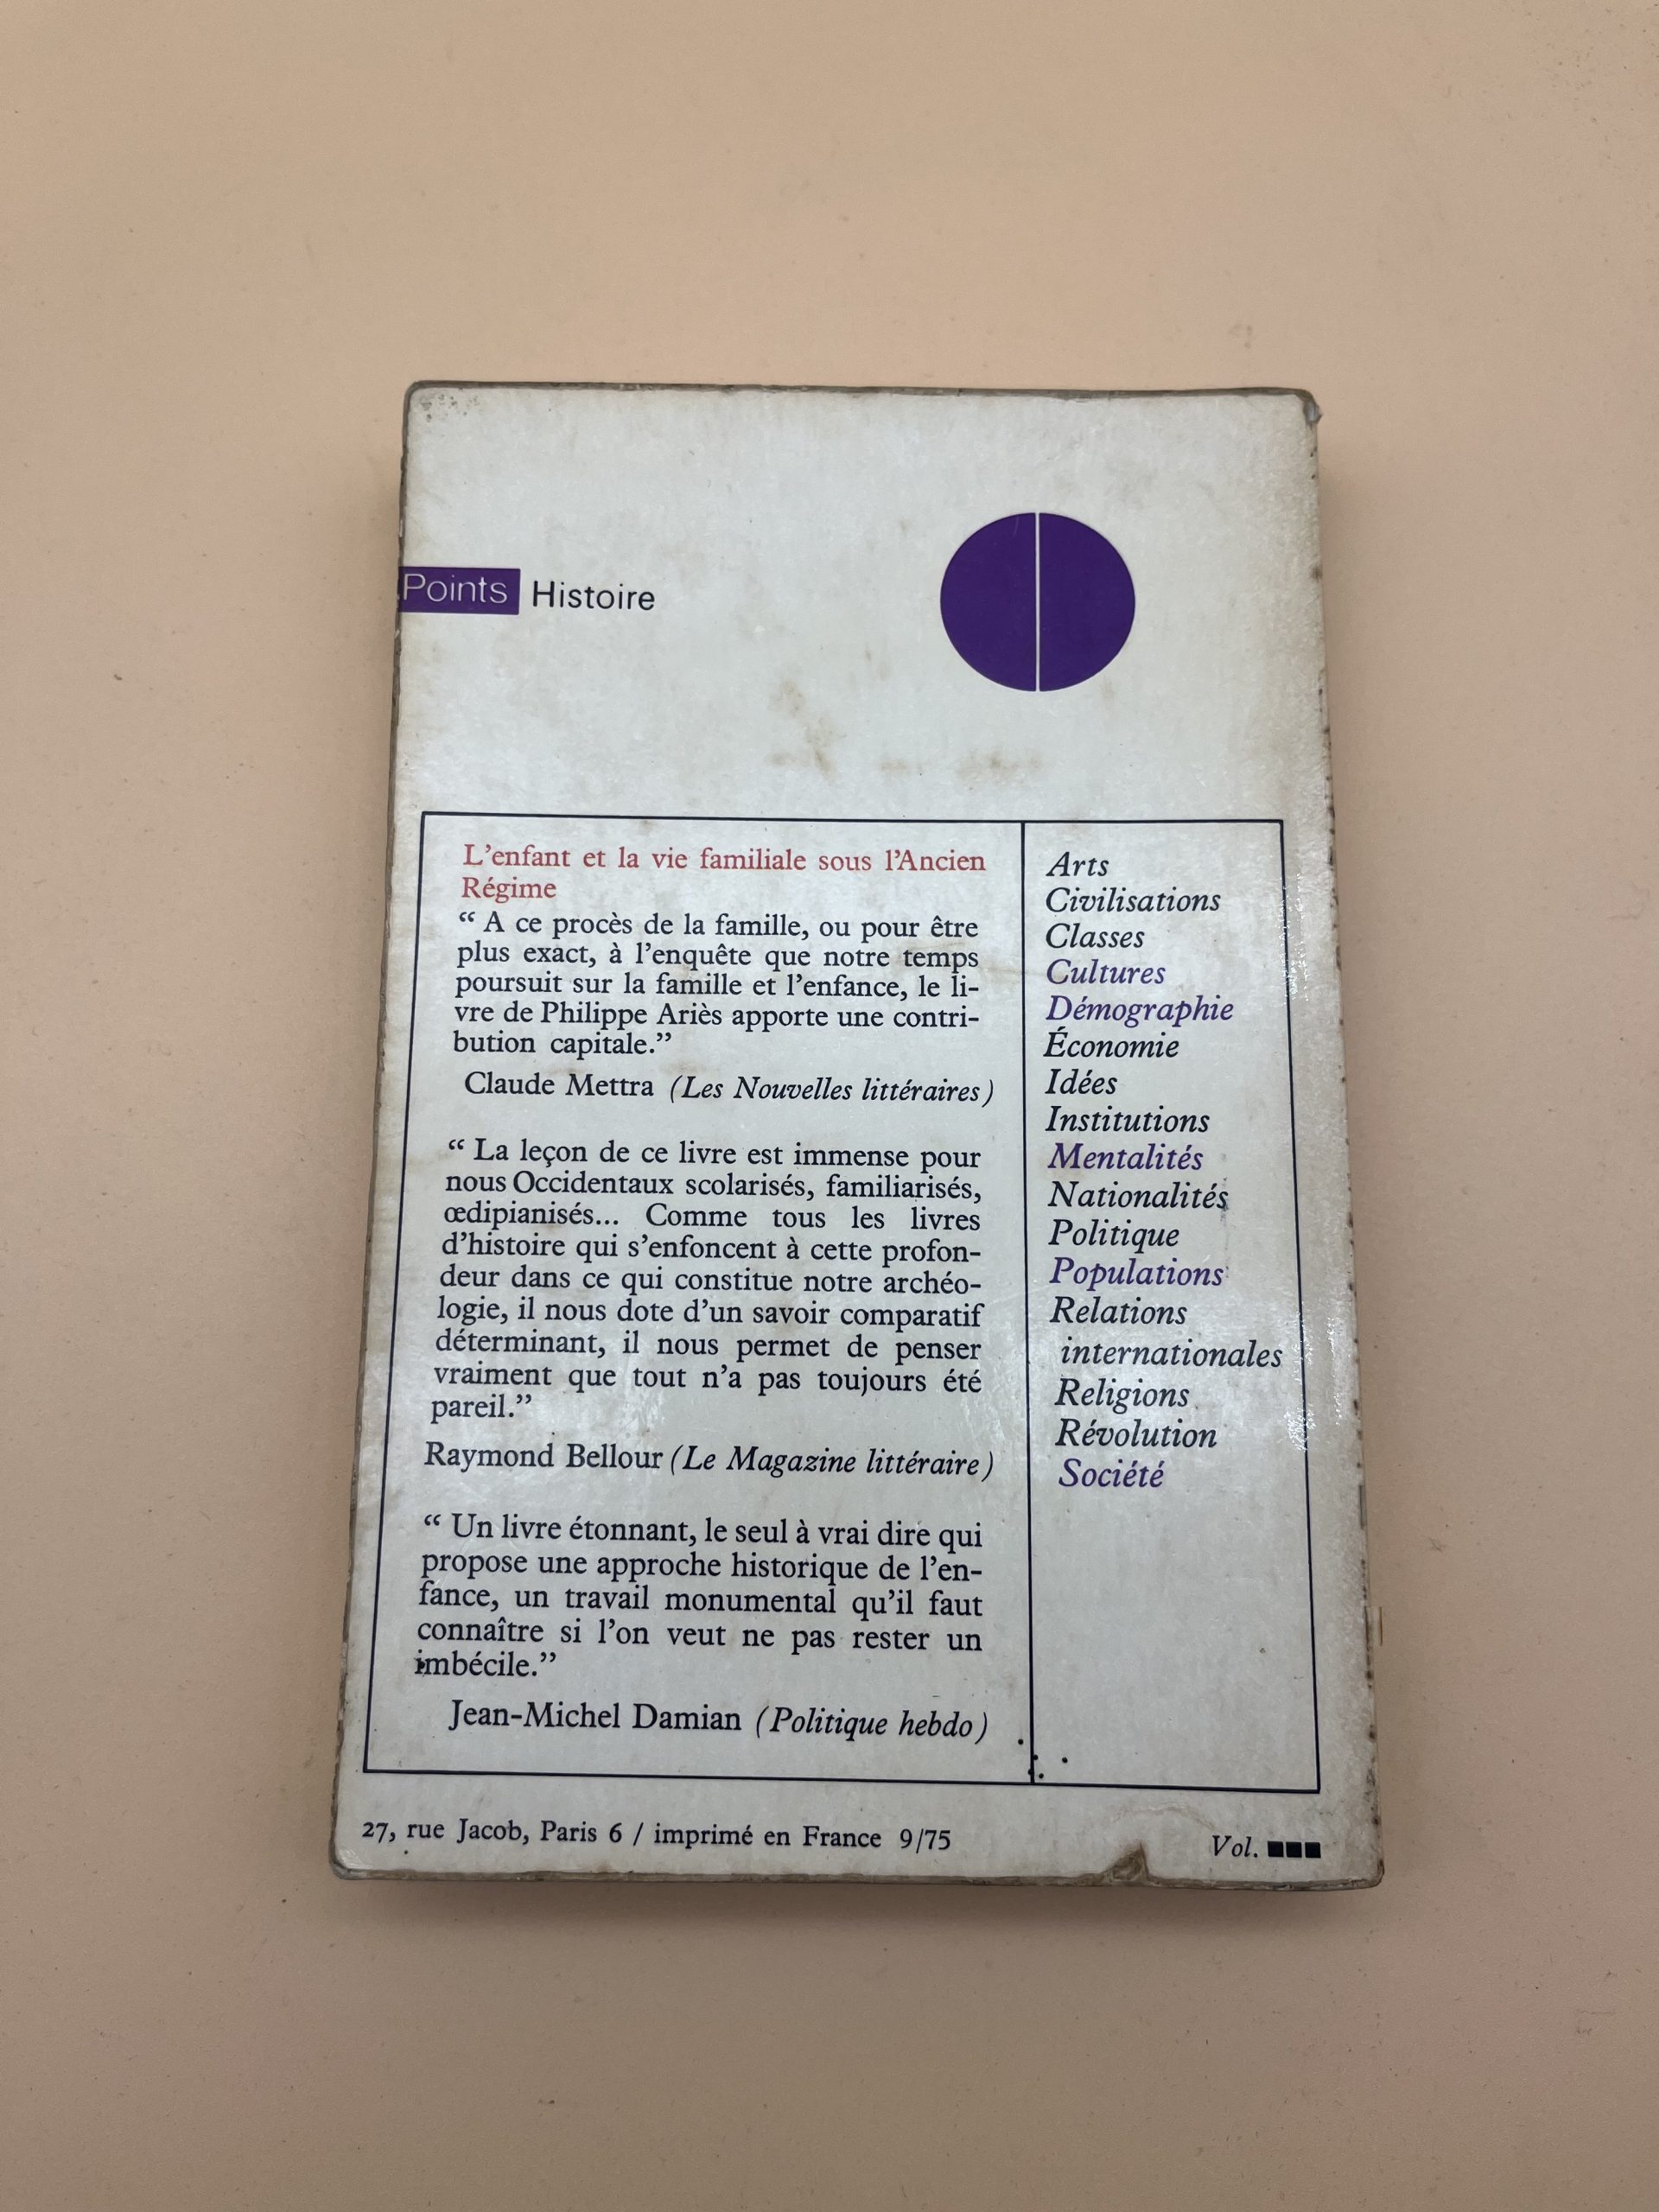 Points Histoire
L'enfant et la vie familiale sous l'Ancien
Régime
“ A ce procès de la famille, ou pour être
plus exact, à l'enquête que notre temps
poursuit sur la famille et l'enfance, le li-
vre de Philippe Ariès apporte une contri-
bution capitale.”
Claude Mettra (Les Nouvelles littéraires)
“ La leçon de ce livre est immense pour
nous Occidentaux scolarisés, familiarisés,
œdipianisés... Comme tous les livres
d'histoire qui s'enfoncent à cette profon-
deur dans ce qui constitue notre archéo-
logie, il nous dote d'un savoir comparatif
déterminant, il nous permet de penser
vraiment que tout n'a pas toujours été
pareil.”
Raymond Bellour (Le Magazine littéraire)
“ Un livre étonnant, le seul à vrai dire qui
propose une approche historique de l'en-
fance, un travail monumental qu'il faut
connaître si l'on veut ne pas rester un
imbécile.”
Jean-Michel Damian (Politique hebdo)
Arts
Civilisations
Classes
Cultures
Démographie
Économie
Idées
Institutions
Mentalités
Nationalités
Politique
Populations
Relations
internationales
Religions
Révolution
Société
27, rue Jacob, Paris 6 / imprimé en France 9/75
Vol. ■■■